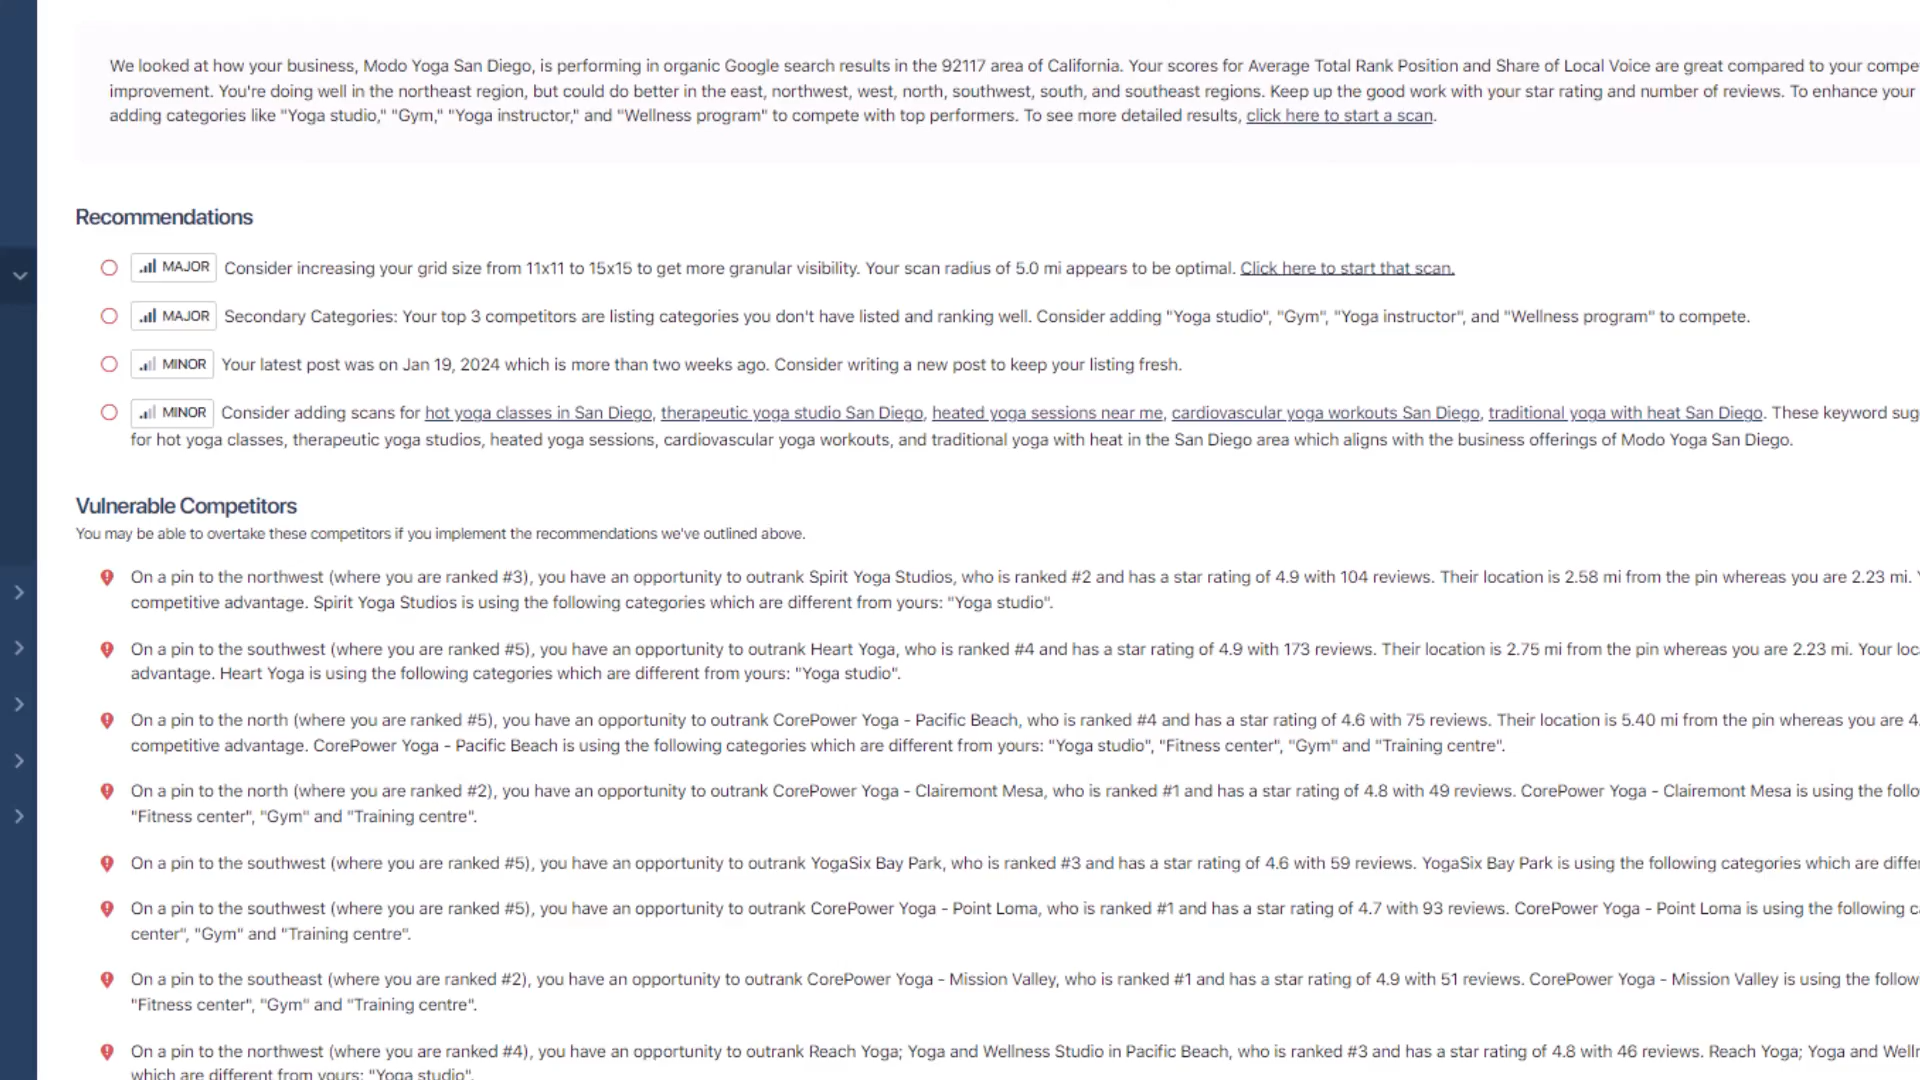 We looked at how your business, Modo Yoga San Diego, is performing in organic Google search results in the 92117 area of California. Your scores for Average Total Rank Position and Share of Local Voice are great compared to your
improvement. You're doing well in the northeast region, but could do better in the east, northwest, west, north, southwest, south, and southeast regions. Keep up the good work with your star rating and number of reviews. To enhance your
adding categories like "Yoga studio," "Gym," "Yoga instructor," and "Wellness program" to compete with top performers. To see more detailed results, click here to start a scan.
Recommendations
MAJOR Consider increasing your grid size from 11x11 to 15x15 to get more granular visibility. Your scan radius of 5.0 mi appears to be optimal. Click here to start that scan.
MAJOR Secondary Categories: Your top 3 competitors are listing categories you don't have listed and ranking well. Consider adding "Yoga studio", "Gym", "Yoga instructor", and "Wellness program" to compete.
MINOR Your latest post was on Jan 19, 2024 which is more than two weeks ago. Consider writing a new post to keep your listing fresh.
MINOR Consider adding scans for hot yoga classes in San Diego, therapeutic yoga studio San Diego, heated yoga sessions near me, cardiovascular yoga workouts San Diego, traditional yoga with heat San Diego. These keyword
for hot yoga classes, therapeutic yoga studios, heated yoga sessions, cardiovascular yoga workouts, and traditional yoga with heat in the San Diego area which aligns with the business offerings of Modo Yoga San Diego.
Vulnerable Competitors
You may be able to overtake these competitors if you implement the recommendations we've outlined above.
On a pin to the northwest (where you are ranked #3), you have an opportunity to outrank Spirit Yoga Studios, who is ranked #2 and has a star rating of 4.9 with 104 reviews. Their location is 2.58 mi from the pin whereas you are 2.23 mi.
competitive advantage. Spirit Yoga Studios is using the following categories which are different from yours: "Yoga studio".
On a pin to the southwest (where you are ranked #5), you have an opportunity to outrank Heart Yoga, who is ranked #4 and has a star rating of 4.9 with 173 reviews. Their location is 2.75 mi from the pin whereas you are 2.23 mi. Your
advantage. Heart Yoga is using the following categories which are different from yours: "Yoga studio".
On a pin to the north (where you are ranked #5), you have an opportunity to outrank CorePower Yoga - Pacific Beach, who is ranked #4 and has a star rating of 4.6 with 75 reviews. Their location is 5.40 mi from the pin whereas you are
competitive advantage. CorePower Yoga - Pacific Beach is using the following categories which are different from yours: "Yoga studio", "Fitness center", "Gym" and "Training centre".
On a pin to the north (where you are ranked #2), you have an opportunity to outrank CorePower Yoga - Clairemont Mesa, who is ranked #1 and has a star rating of 4.8 with 49 reviews. CorePower Yoga - Clairemont Mesa is using the
"Fitness center", "Gym" and "Training centre".
On a pin to the southwest (where you are ranked #5), you have an opportunity to outrank YogaSix Bay Park, who is ranked #3 and has a star rating of 4.6 with 59 reviews. YogaSix Bay Park is using the following categories which are
On a pin to the southwest (where you are ranked #5), you have an opportunity to outrank CorePower Yoga - Point Loma, who is ranked #1 and has a star rating of 4.7 with 93 reviews. CorePower Yoga - Point Loma is using the following
center", "Gym" and "Training centre".
On a pin to the southeast (where you are ranked #2), you have an opportunity to outrank CorePower Yoga - Mission Valley, who is ranked #1 and has a star rating of 4.9 with 51 reviews. CorePower Yoga - Mission Valley is using the
"Fitness center", "Gym" and "Training centre".
On a pin to the northwest (where you are ranked #4), you have an opportunity to outrank Reach Yoga; Yoga and Wellness Studio in Pacific Beach, who is ranked #3 and has a star rating of 4.8 with 46 reviews. Reach Yoga; Yoga and
which are different from yours: "Yoga studio".